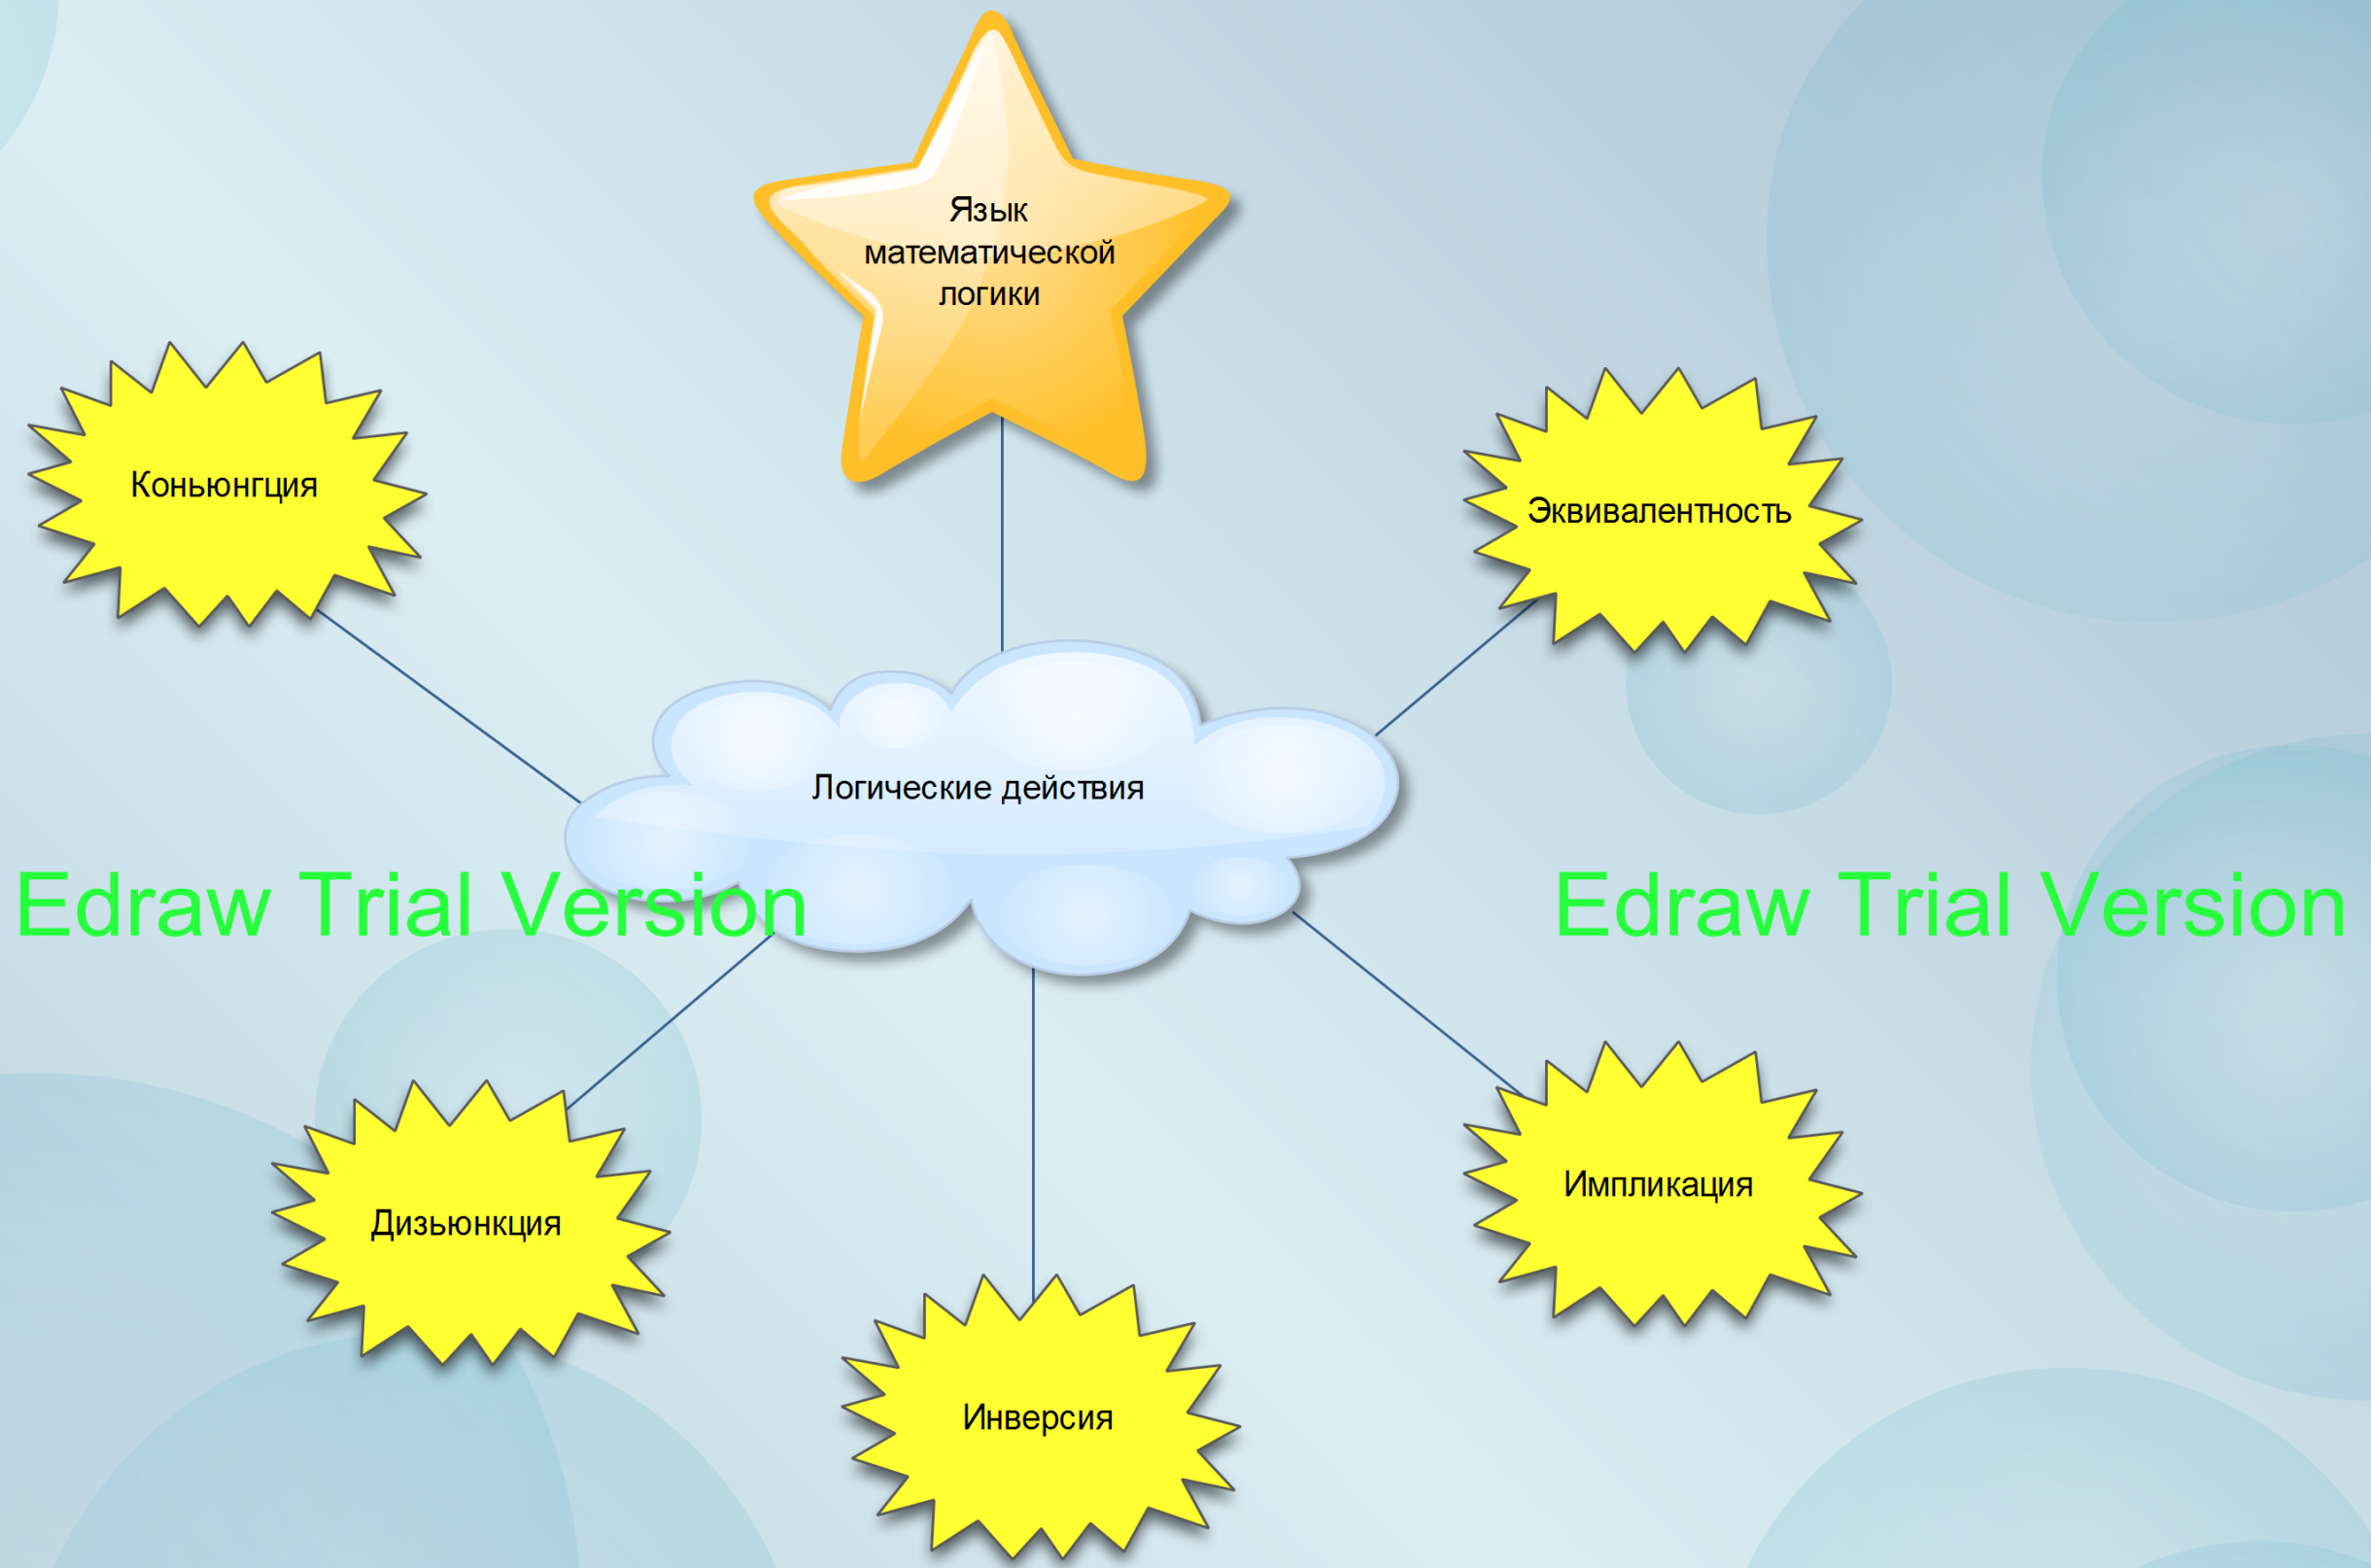 Язык
математической
логики
Коньюнгция
Эквивалентность
Логические действия
Edraw Trial Version
Edraw Trial Version
Дизьюнкция
Импликация
Инверсия